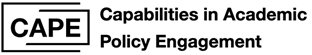 CAPE
Capabilities in Academic
Policy Engagement